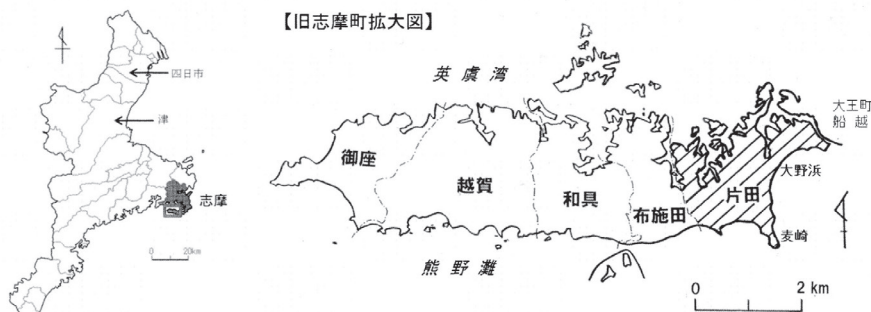 四日市
津
志摩
0 20km
【旧志摩町拡大図】
英虞湾
大王町
船越
御座
越賀
和具
布施田
片田
大野浜
麦崎
熊野灘
0 2 km